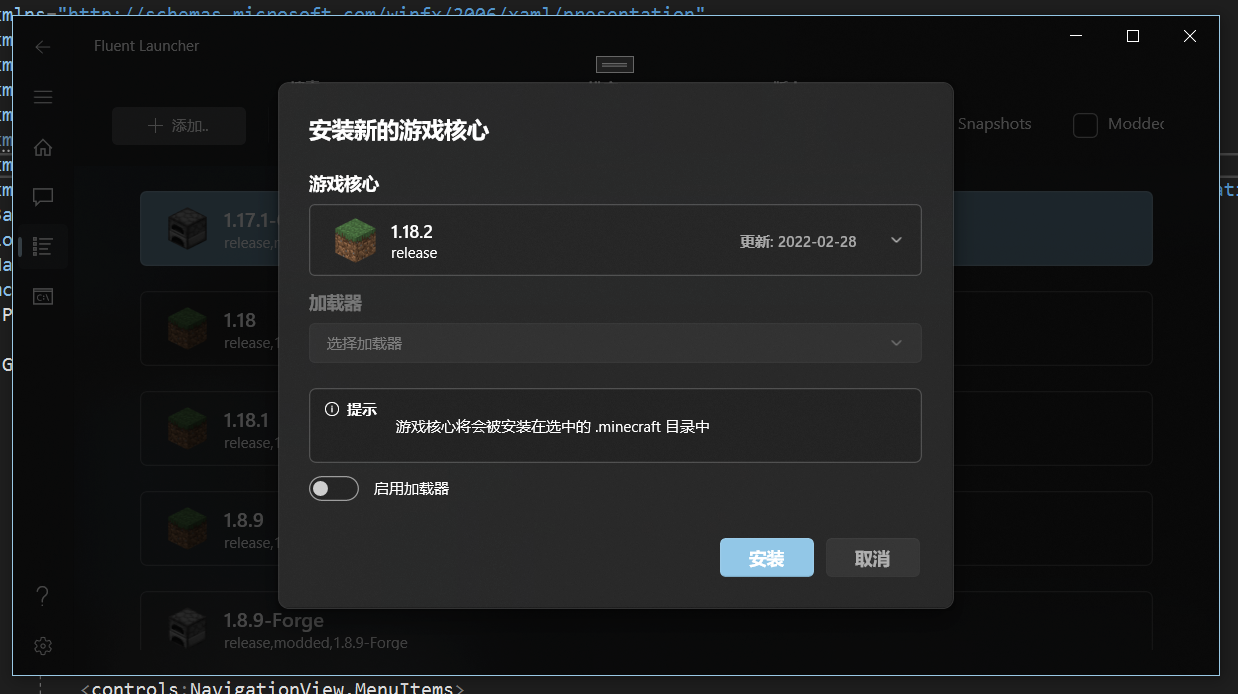 xmlns="http://schemas.microsoft.com/winfx/2006/xaml/presentation"
Fluent Launcher
添加..
Snapshots
Modded
安装新的游戏核心
游戏核心
1.18.2
release
更新: 2022-02-28
加载器
选择加载器
提示
游戏核心将会被安装在选中的 .minecraft 目录中
启用加载器
安装
取消
1.17.1-
release,
1.18
release,1
1.18.1
release,1
1.8.9
release,1
1.8.9-Forge
release,modded,1.8.9-Forge
<controls:NavigationView.MenuItems>